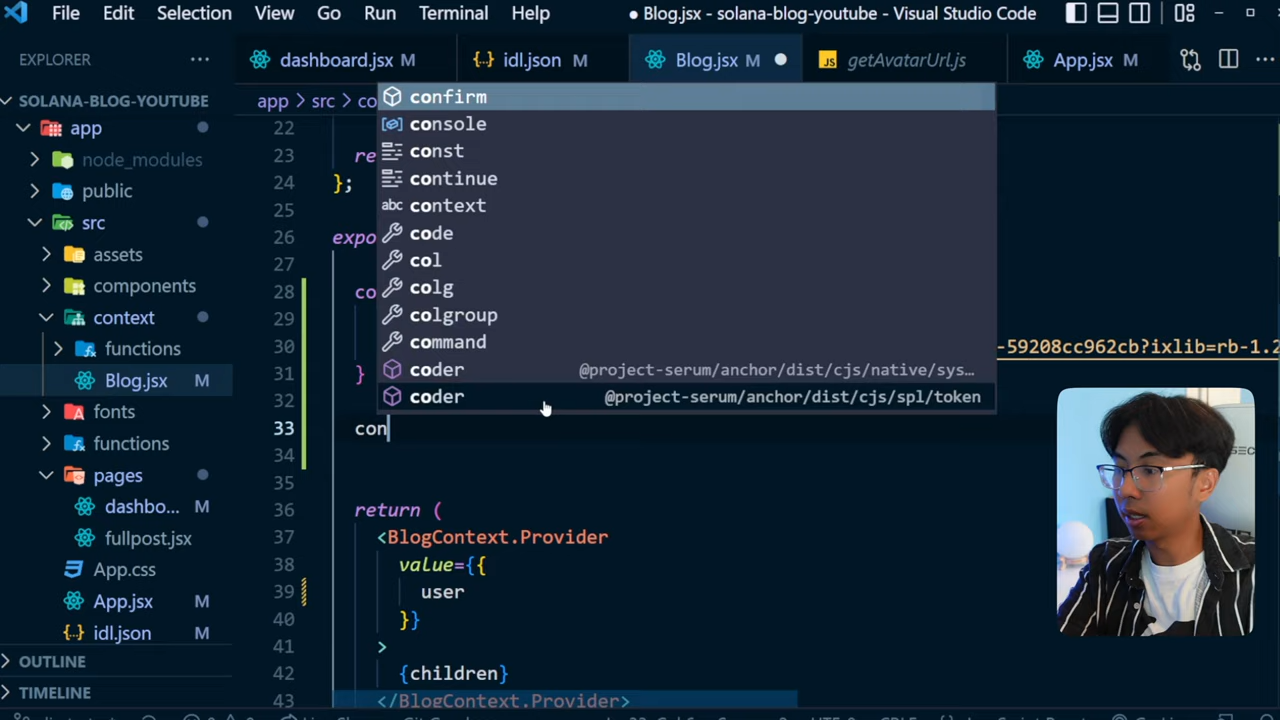 File Edit Selection View Go Run Terminal Help ● Blog.jsx - solana-blog-youtube - Visual Studio Code
EXPLORER ···
dashboard.jsx M idl.json M Blog.jsx M JS getAvatarUrl.js App.jsx M
SOLANA-BLOG-YOUTUBE
app
node_modules
public
src
assets
components
context
functions
Blog.jsx M
fonts
functions
pages
dashbo... M
fullpost.jsx
App.css
App.jsx M
idl.json M
OUTLINE
TIMELINE
app > src > co
22
23 re
24 };
25
26 expo
27
28 co
29
30 -59208cc962cb?ixlib=rb-1.2
31 }
32
33 con
34
35
36 return (
37 <BlogContext.Provider
38 value={{
39 user
40 }}
41 >
42 {children}
43 </BlogContext.Provider>
confirm
console
const
continue
abc context
code
col
colg
colgroup
command
coder @project-serum/anchor/dist/cjs/native/sys…
coder @project-serum/anchor/dist/cjs/spl/token